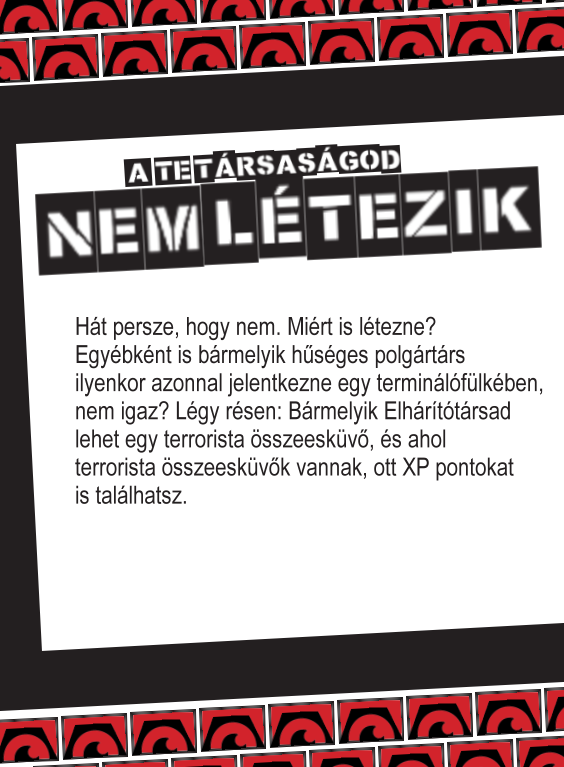 A TE TÁRSASÁGOD
NEM LÉTEZIK
Hát persze, hogy nem. Miért is létezne?
Egyébként is bármelyik hűséges polgártárs
ilyenkor azonnal jelentkezne egy terminálófülkében,
nem igaz? Légy résen: Bármelyik Elhárítótársad
lehet egy terrorista összeesküvő, és ahol
terrorista összeesküvők vannak, ott XP pontokat
is találhatsz.